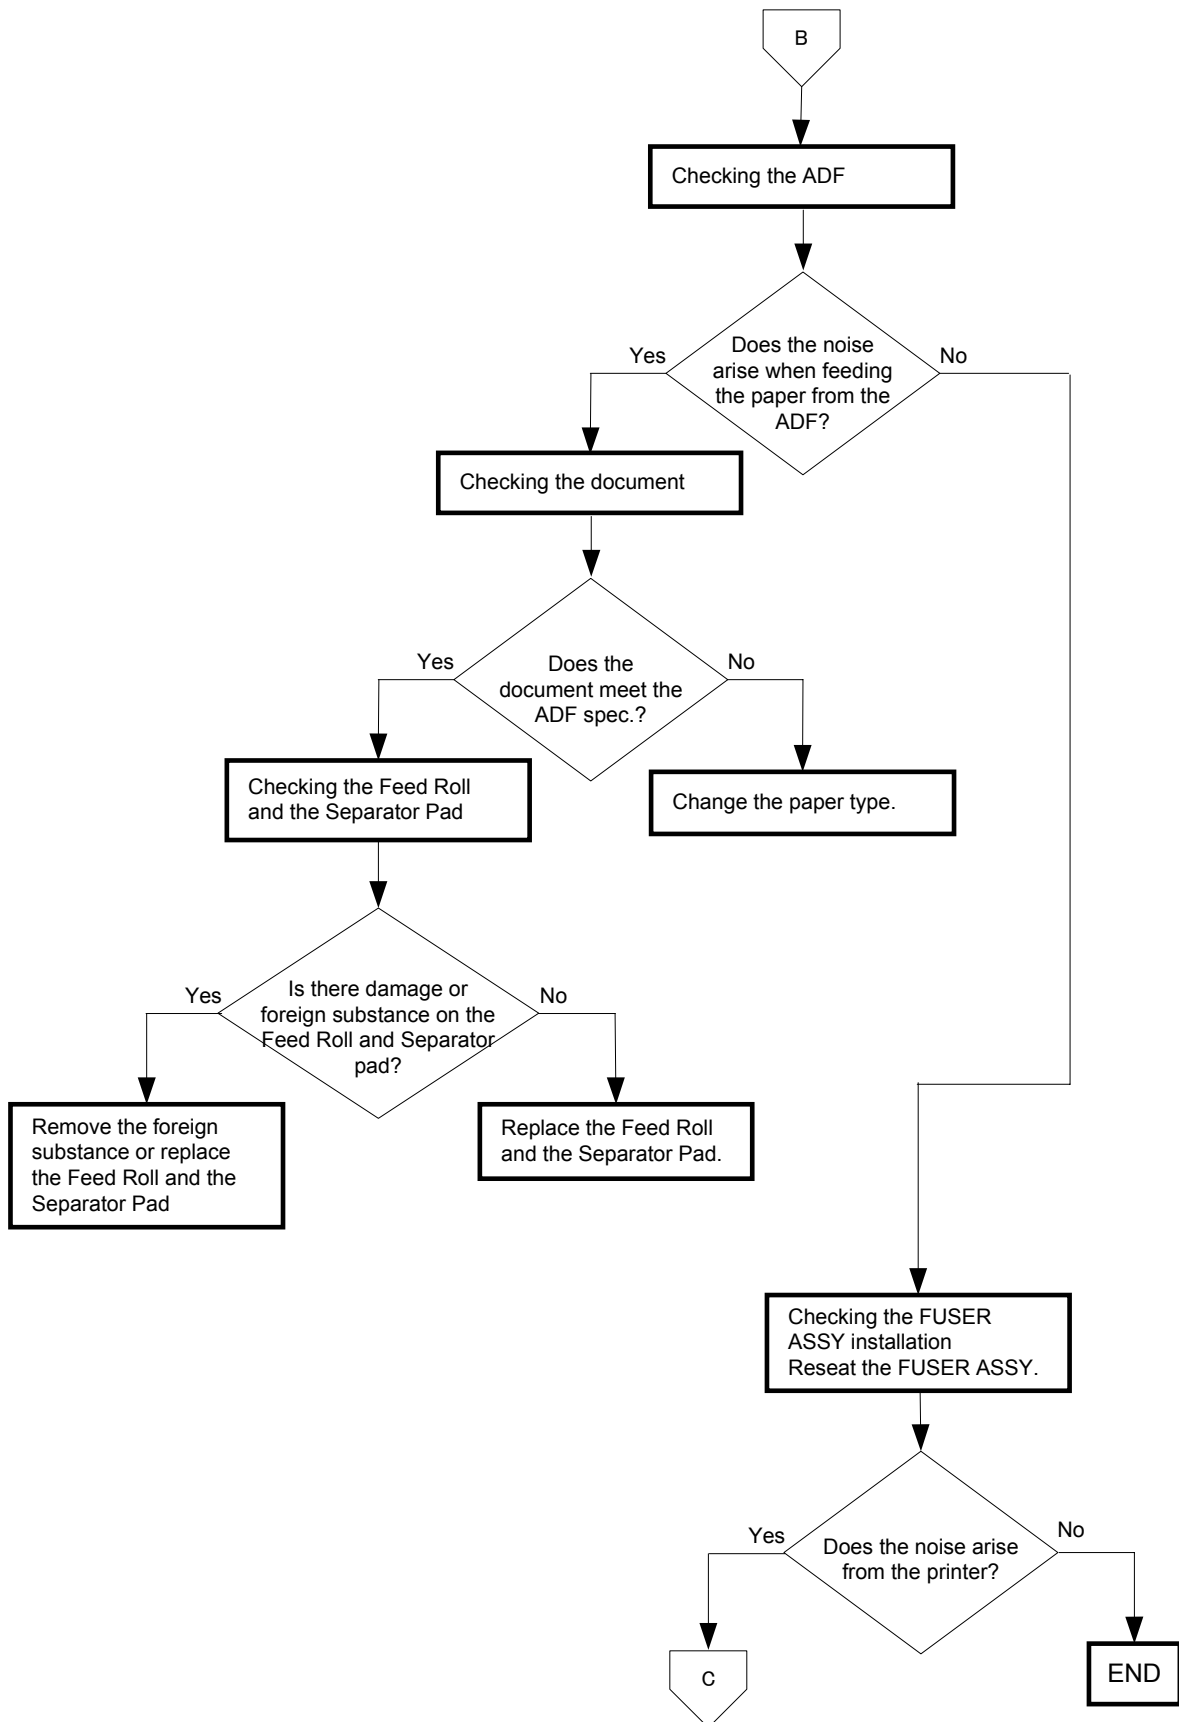 B
Checking the ADF
Does the noise
arise when feeding
the paper from the
ADF?
Yes
No
Checking the document
Does the
document meet the
ADF spec.?
Yes
No
Checking the Feed Roll
and the Separator Pad
Change the paper type.
Is there damage or
foreign substance on the
Feed Roll and Separator
pad?
Yes
No
Remove the foreign
substance or replace
the Feed Roll and the
Separator Pad
Replace the Feed Roll
and the Separator Pad.
Checking the FUSER
ASSY installation
Reseat the FUSER ASSY.
Does the noise arise
from the printer?
Yes
No
C
END